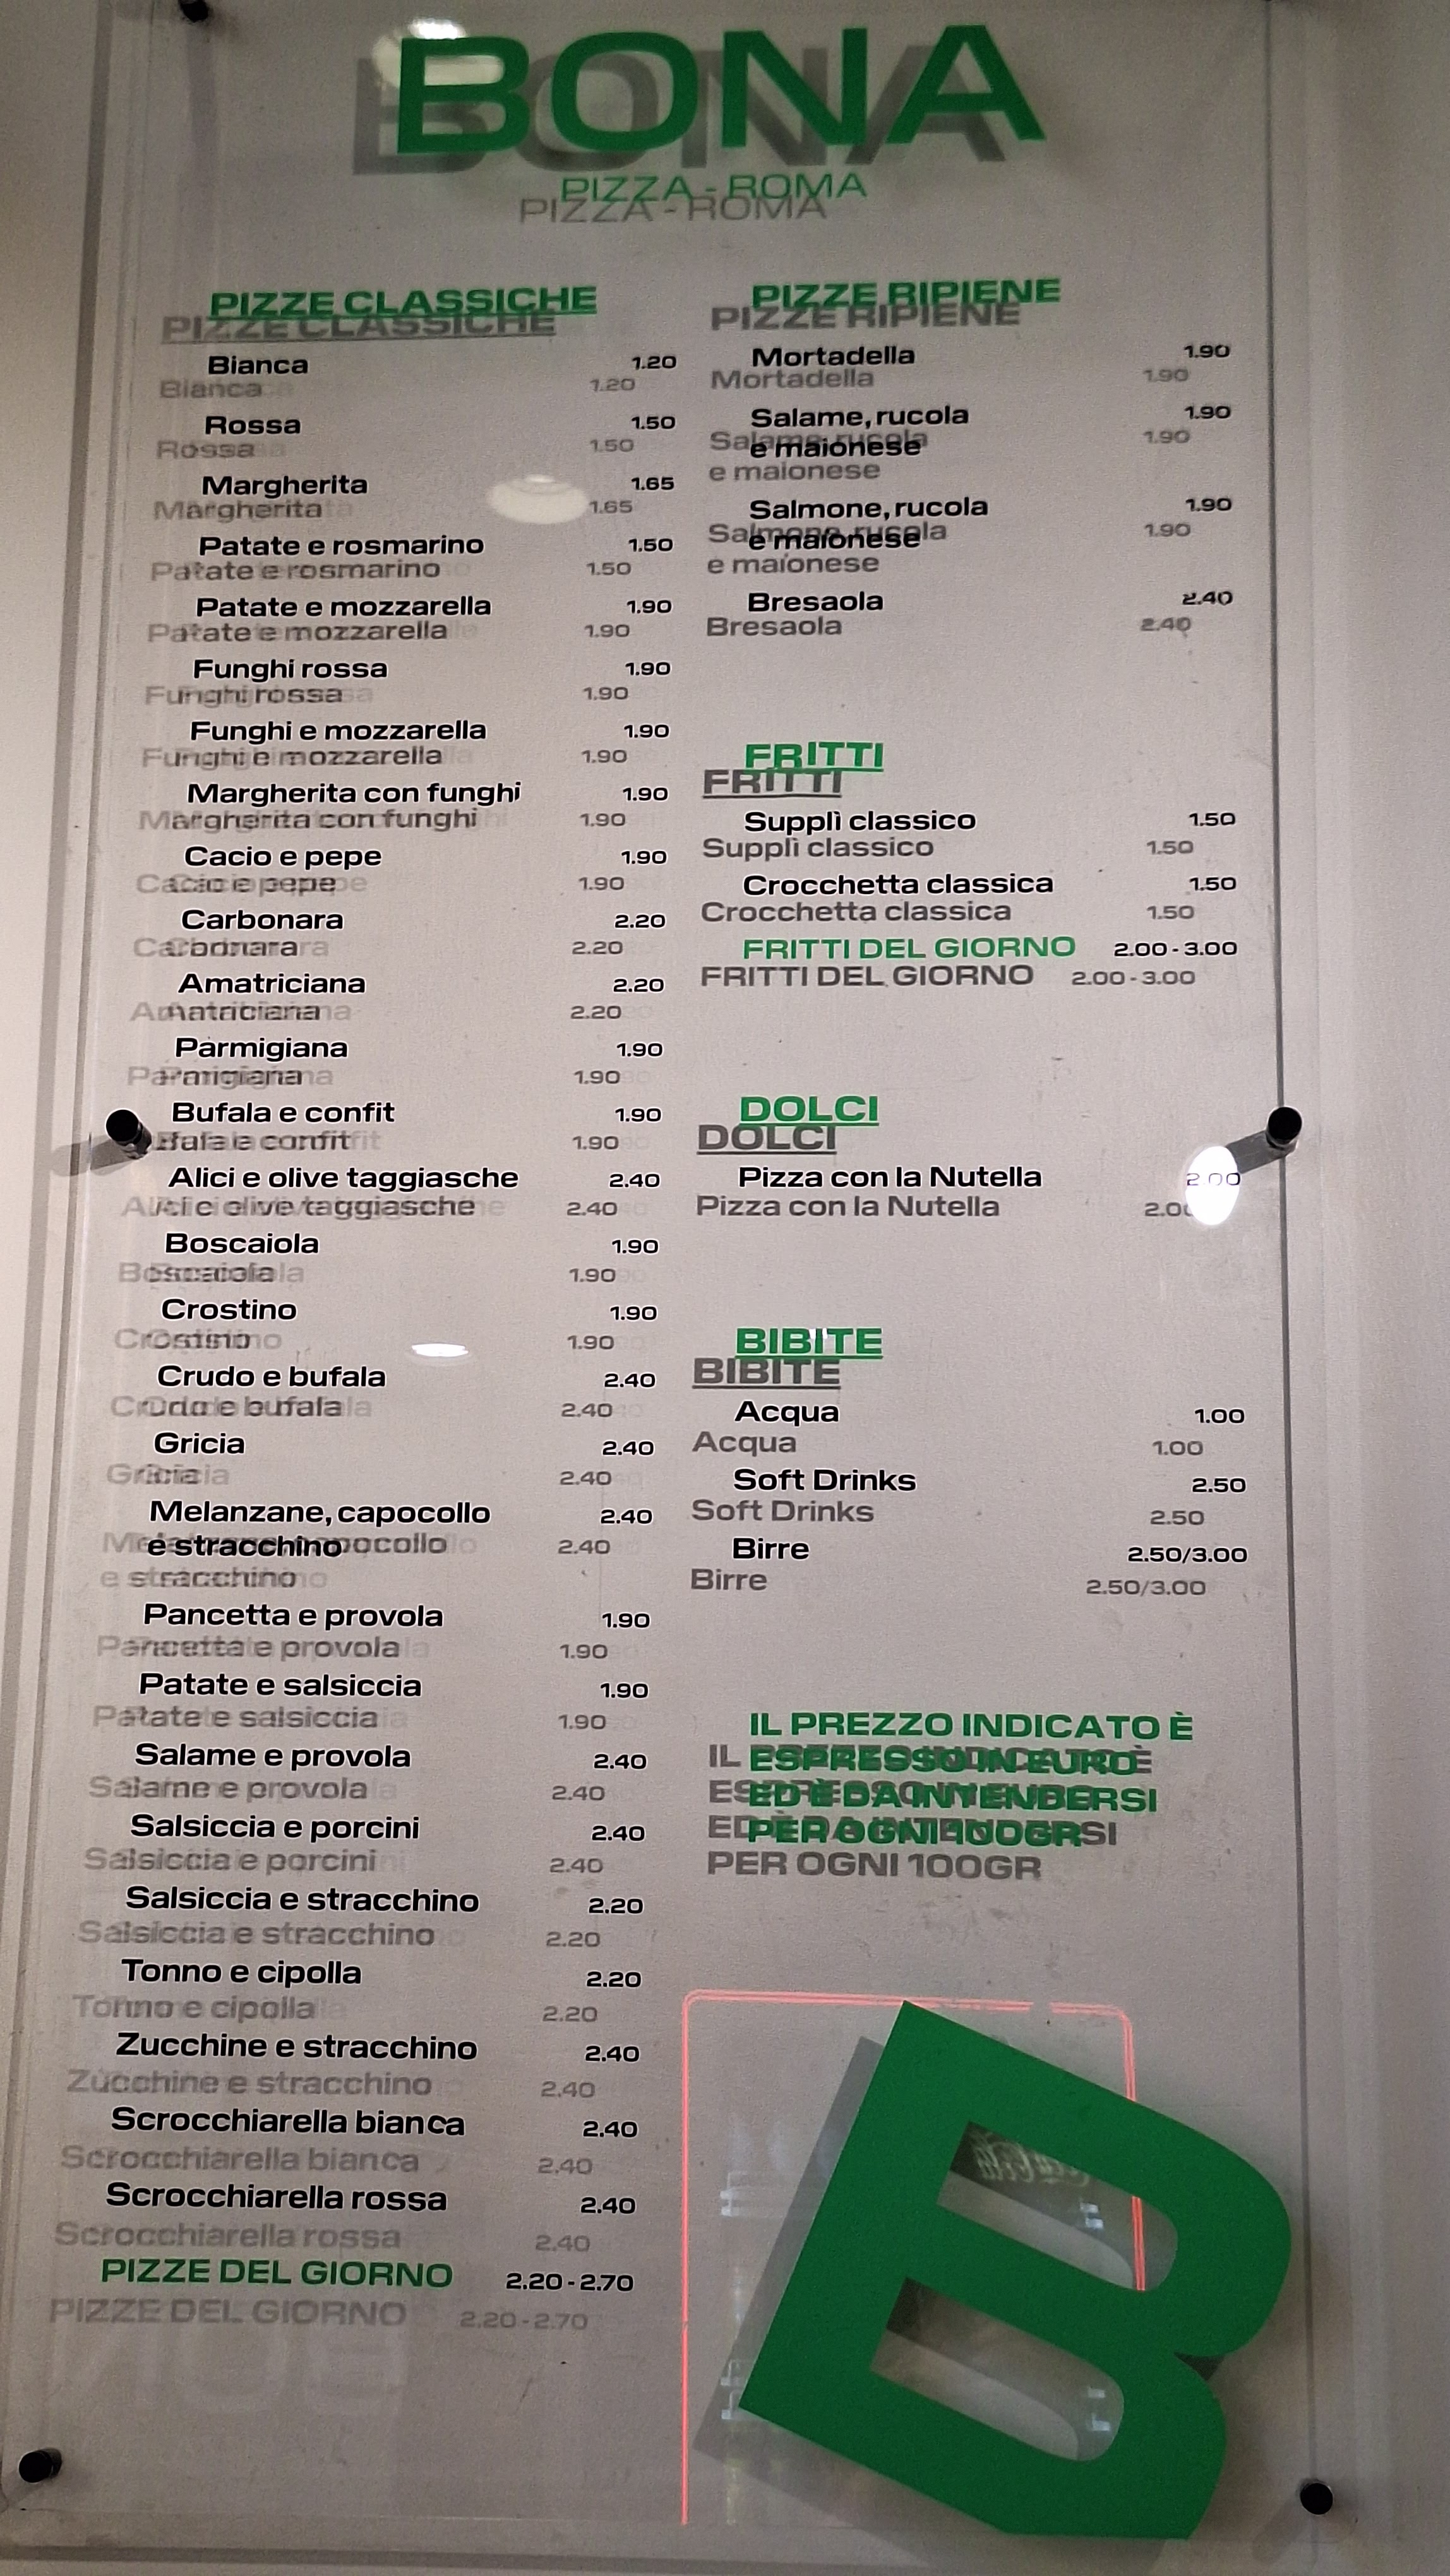 BONA
PIZZA - ROMA
PIZZE CLASSICHE
Bianca 1.20
Rossa 1.50
Margherita 1.65
Patate e rosmarino 1.50
Patate e mozzarella 1.90
Funghi rossa 1.90
Funghi e mozzarella 1.90
Margherita con funghi 1.90
Cacio e pepe 1.90
Carbonara 2.20
Amatriciana 2.20
Parmigiana 1.90
Bufala e confit 1.90
Alici e olive taggiasche 2.40
Boscaiola 1.90
Crostino 1.90
Crudo e bufala 2.40
Gricia 2.40
Melanzane, capocollo 2.40
e stracchino
Pancetta e provola 1.90
Patate e salsiccia 1.90
Salame e provola 2.40
Salsiccia e porcini 2.40
Salsiccia e stracchino 2.20
Tonno e cipolla 2.20
Zucchine e stracchino 2.40
Scrocchiarella bianca 2.40
Scrocchiarella rossa 2.40
PIZZE DEL GIORNO 2.20 - 2.70
PIZZE RIPIENE
Mortadella 1.90
Salame, rucola 1.90
e maionese
Salmone, rucola 1.90
e maionese
Bresaola 2.40
FRITTI
Supplì classico 1.50
Crocchetta classica 1.50
FRITTI DEL GIORNO 2.00 - 3.00
DOLCI
Pizza con la Nutella 2.00
BIBITE
Acqua 1.00
Soft Drinks 2.50
Birre 2.50/3.00
IL PREZZO INDICATO È
ESPRESSO IN EURO
ED È DA INTENDERSI
PER OGNI 100GR
B